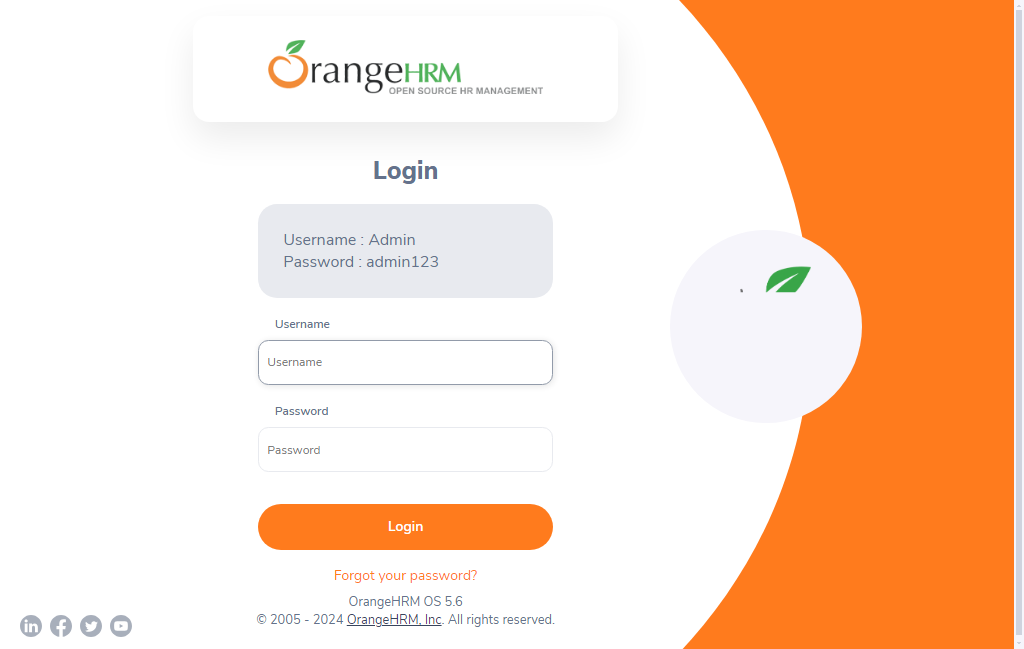 OrangeHRM
OPEN SOURCE HR MANAGEMENT
Login
Username : Admin
Password : admin123
Username
Username
Password
Password
Login
Forgot your password?
OrangeHRM OS 5.6
© 2005 - 2024 OrangeHRM, Inc. All rights reserved.